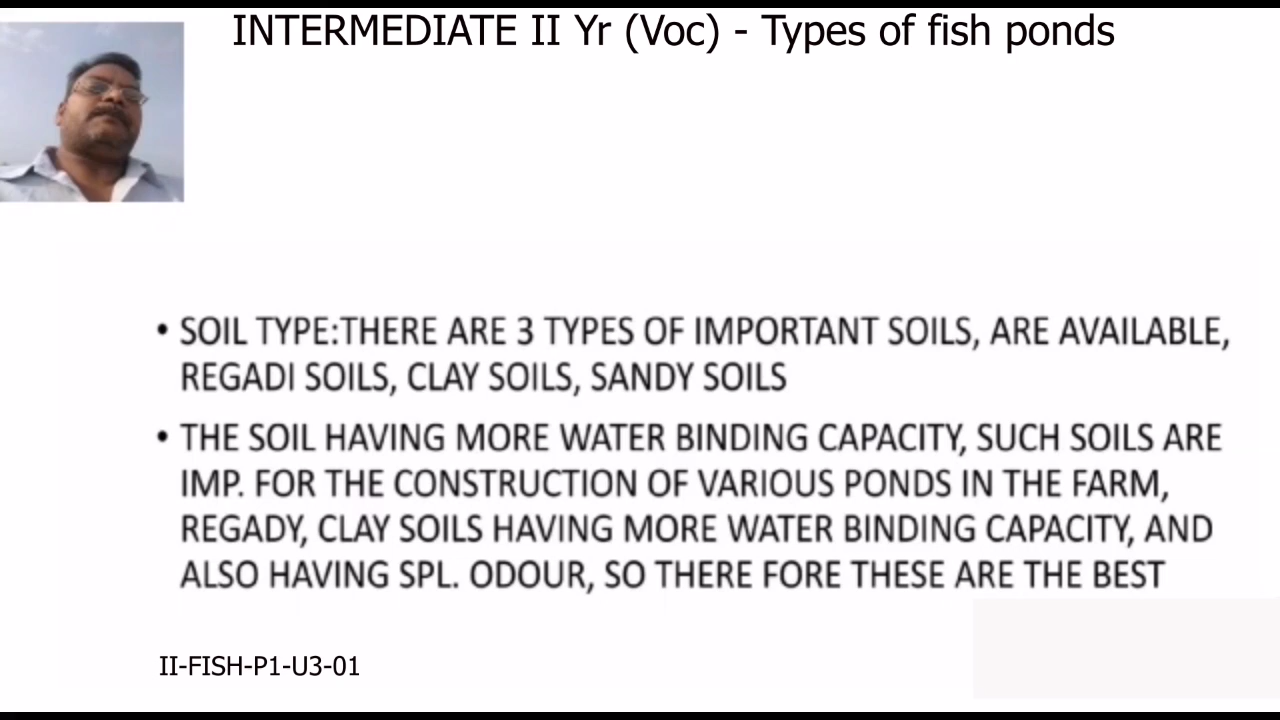 INTERMEDIATE II Yr (Voc) - Types of fish ponds
• SOIL TYPE:THERE ARE 3 TYPES OF IMPORTANT SOILS, ARE AVAILABLE,
REGADI SOILS, CLAY SOILS, SANDY SOILS
• THE SOIL HAVING MORE WATER BINDING CAPACITY, SUCH SOILS ARE
IMP. FOR THE CONSTRUCTION OF VARIOUS PONDS IN THE FARM,
REGADY, CLAY SOILS HAVING MORE WATER BINDING CAPACITY, AND
ALSO HAVING SPL. ODOUR, SO THERE FORE THESE ARE THE BEST
II-FISH-P1-U3-01